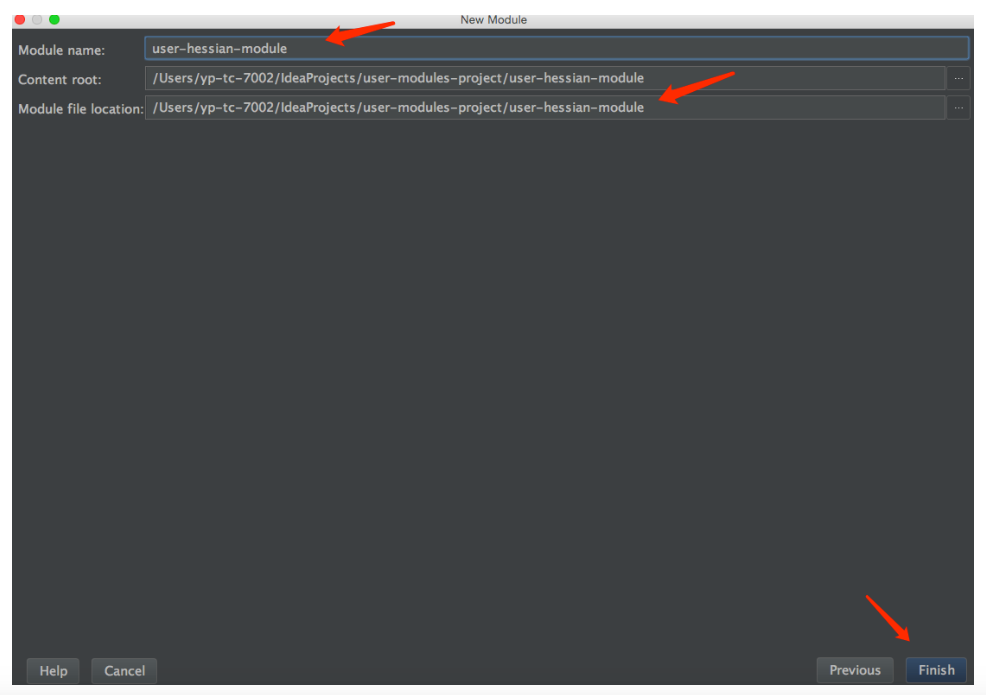 New Module
Module name: user-hessian-module
Content root: /Users/yp-tc-7002/IdeaProjects/user-modules-project/user-hessian-module ...
Module file location: /Users/yp-tc-7002/IdeaProjects/user-modules-project/user-hessian-module ...
Help Cancel Previous Finish